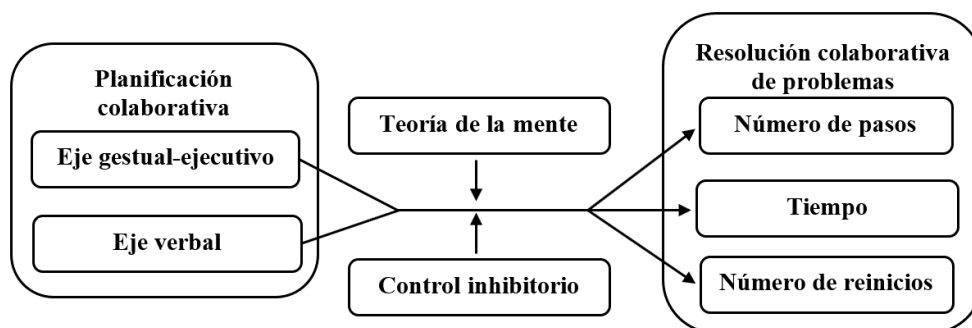 Planificación
colaborativa
Eje gestual-ejecutivo
Eje verbal
Teoría de la mente
Control inhibitorio
Resolución colaborativa
de problemas
Número de pasos
Tiempo
Número de reinicios